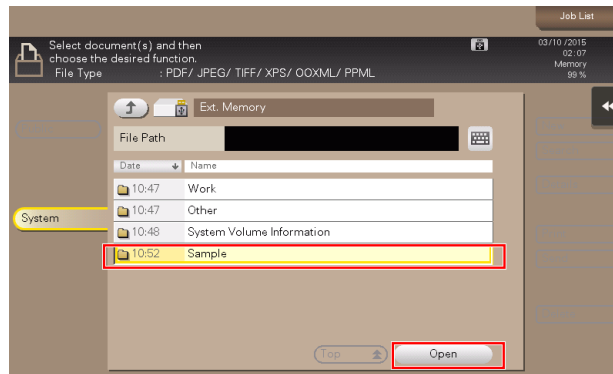 Job List
Select document(s) and then
choose the desired function.
File Type : PDF/ JPEG/ TIFF/ XPS/ OOXML/ PPML
03/10 /2015
02:07
Memory
99 %
Ext. Memory
File Path
Date Name
10:47 Work
10:47 Other
System
10:48 System Volume Information
10:52 Sample
Top Open